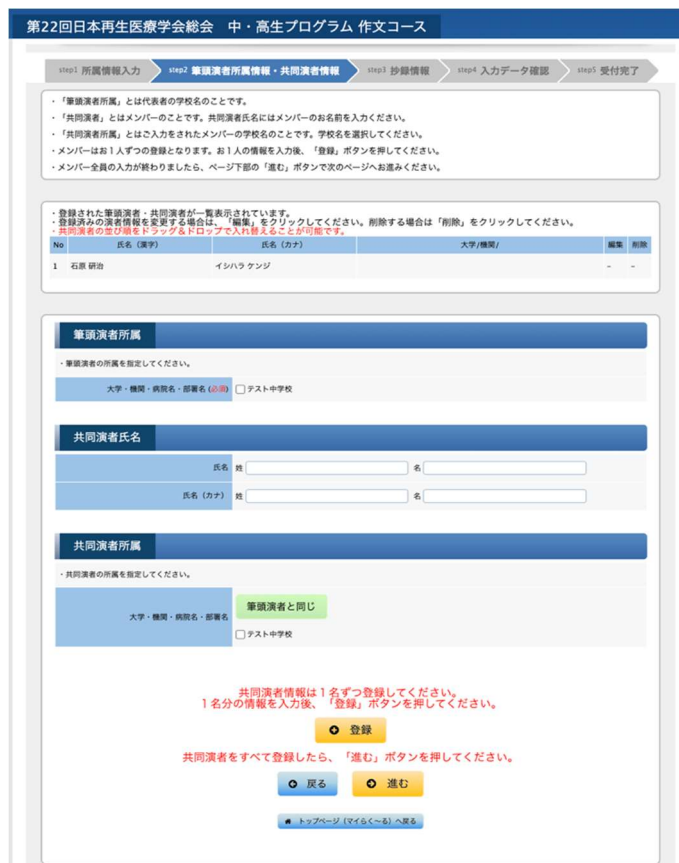 第22回日本再生医療学会総会　中・高生プログラム 作文コース
step1 所属情報入力　step2 筆頭演者所属情報・共同演者情報　step3 抄録情報　step4 入力データ確認　step5 受付完了
・「筆頭演者所属」とは代表者の学校名のことです。
・「共同演者」とはメンバーのことです。共同演者氏名にはメンバーのお名前を入力ください。
・「共同演者所属」とはご入力をされたメンバーの学校名のことです。学校名を選択してください。
・メンバーはお１人ずつの登録となります。お１人の情報を入力後、「登録」ボタンを押してください。
・メンバー全員の入力が終わりましたら、ページ下部の「進む」ボタンで次のページへお進みください。
・登録された筆頭演者・共同演者が一覧表示されています。
・登録済みの演者情報を変更する場合は、「編集」をクリックしてください。削除する場合は「削除」をクリックしてください。
・共同演者の並び順をドラッグ＆ドロップで入れ替えることが可能です。
No　氏名（漢字）　氏名（カナ）　大学/機関/　編集　削除
1　石原 研治　イシハラ ケンジ　-　-
筆頭演者所属
・筆頭演者の所属を指定してください。
大学・機関・病院名・部署名 (必須)　テスト中学校
共同演者氏名
氏名　姓　名
氏名（カナ）　姓　名
共同演者所属
・共同演者の所属を指定してください。
筆頭演者と同じ
大学・機関・病院名・部署名
テスト中学校
共同演者情報は１名ずつ登録してください。
１名分の情報を入力後、「登録」ボタンを押してください。
登録
共同演者をすべて登録したら、「進む」ボタンを押してください。
戻る　進む
トップページ（マイらく～る）へ戻る